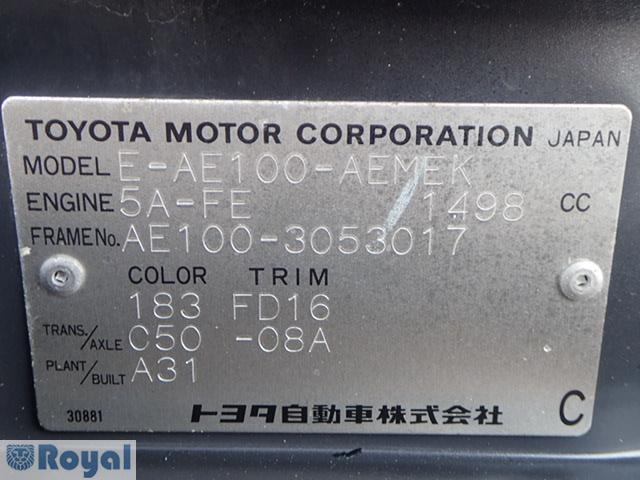 TOYOTA MOTOR CORPORATION JAPAN
MODEL E-AE100-AEMEK
ENGINE 5A-FE 1498 CC
FRAME No. AE100-3053017
COLOR TRIM
183 FD16
TRANS./AXLE C50 -08A
PLANT/BUILT A31
30881 トヨタ自動車株式会社 C
Royal